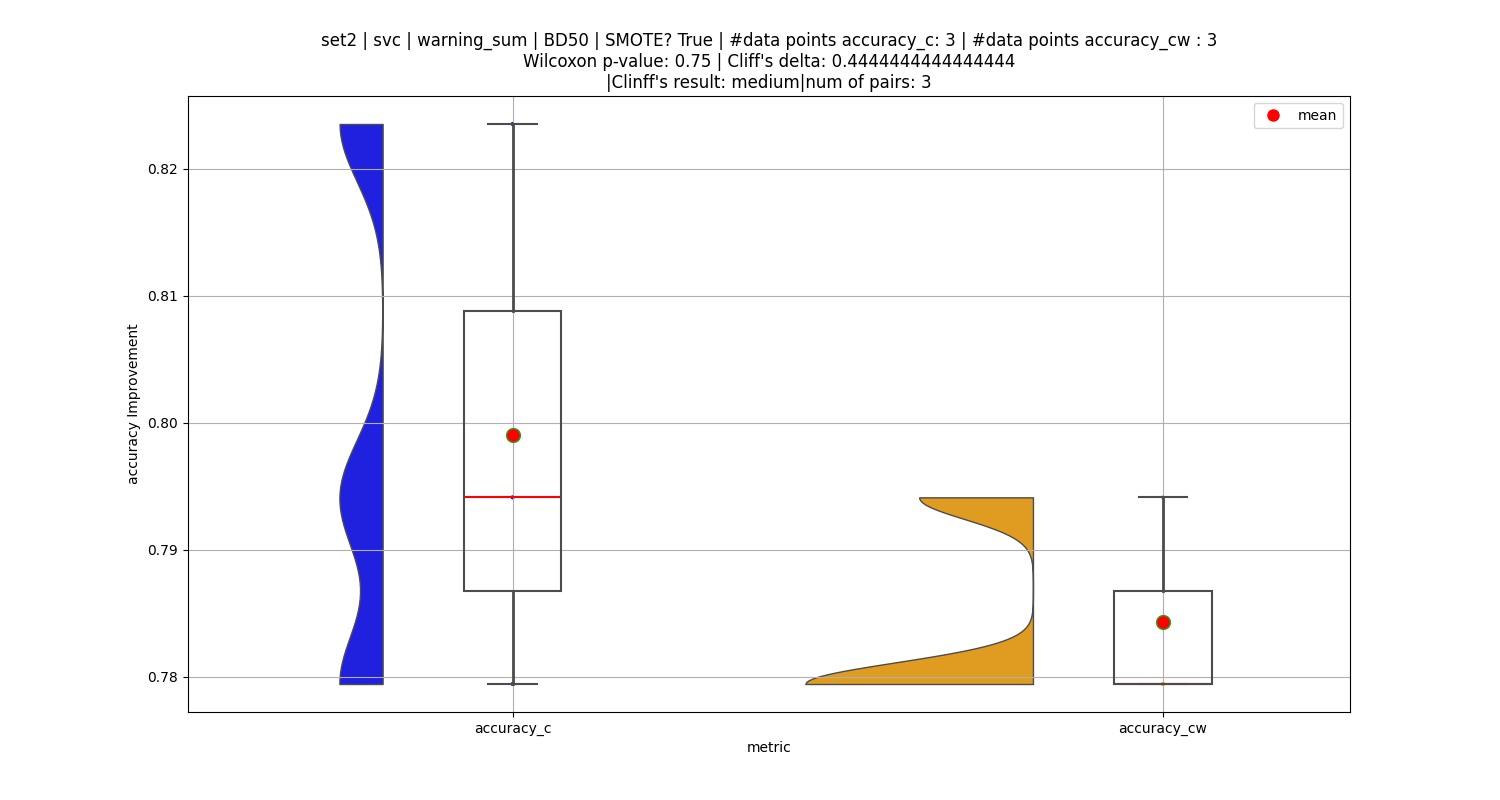 set2 | svc | warning_sum | BD50 | SMOTE? True | #data points accuracy_c: 3 | #data points accuracy_cw : 3
Wilcoxon p-value: 0.75 | Cliff's delta: 0.4444444444444444
|Clinff's result: medium|num of pairs: 3
mean
0.82
0.81
0.80
0.79
0.78
accuracy Improvement
accuracy_c
accuracy_cw
metric